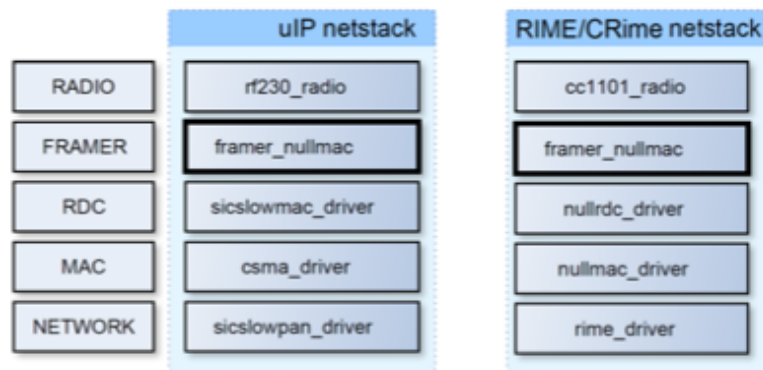 uIP netstack RIME/CRime netstack
RADIO rf230_radio cc1101_radio
FRAMER framer_nullmac framer_nullmac
RDC sicslowmac_driver nullrdc_driver
MAC csma_driver nullmac_driver
NETWORK sicslowpan_driver rime_driver